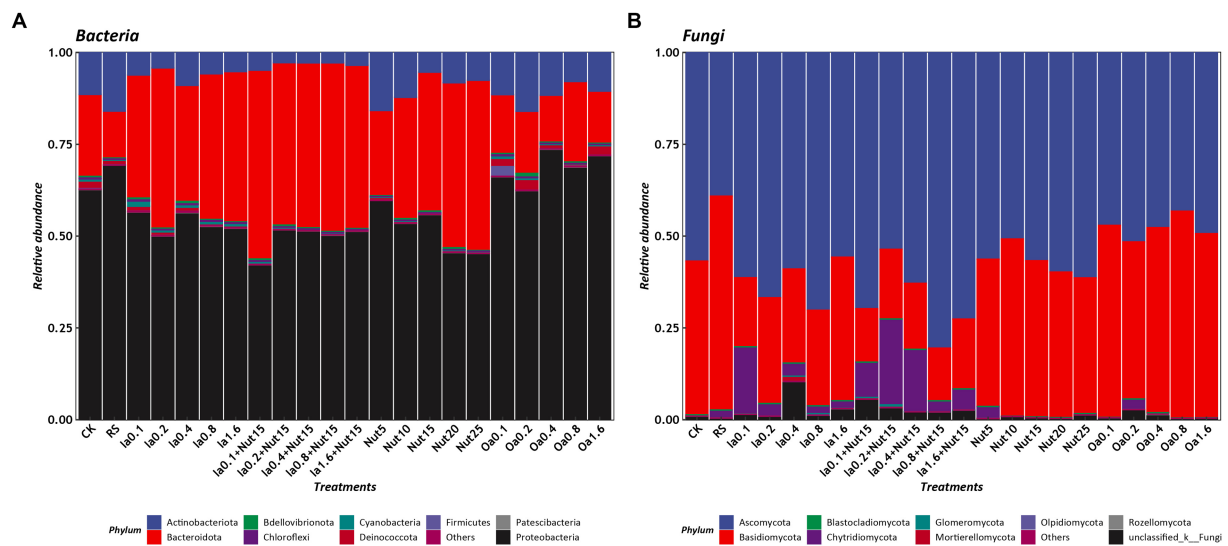 A
Bacteria
1.00
0.75
0.50
0.25
0.00
Relative abundance
CK
RS
Ia0.1
Ia0.2
Ia0.4
Ia0.8
Ia1.6
Ia0.1+Nut15
Ia0.2+Nut15
Ia0.4+Nut15
Ia0.8+Nut15
Ia1.6+Nut15
Nut5
Nut10
Nut15
Nut20
Nut25
Oa0.1
Oa0.2
Oa0.4
Oa0.8
Oa1.6
Treatments
Phylum
Actinobacteriota
Bdellovibrionota
Cyanobacteria
Firmicutes
Patescibacteria
Bacteroidota
Chloroflexi
Deinococcota
Others
Proteobacteria
B
Fungi
1.00
0.75
0.50
0.25
0.00
Relative abundance
CK
RS
Ia0.1
Ia0.2
Ia0.4
Ia0.8
Ia1.6
Ia0.1+Nut15
Ia0.2+Nut15
Ia0.4+Nut15
Ia0.8+Nut15
Ia1.6+Nut15
Nut5
Nut10
Nut15
Nut20
Nut25
Oa0.1
Oa0.2
Oa0.4
Oa0.8
Oa1.6
Treatments
Phylum
Ascomycota
Blastocladiomycota
Glomeromycota
Olpidiomycota
Rozellomycota
Basidiomycota
Chytridiomycota
Mortierellomycota
Others
unclassified_k__Fungi